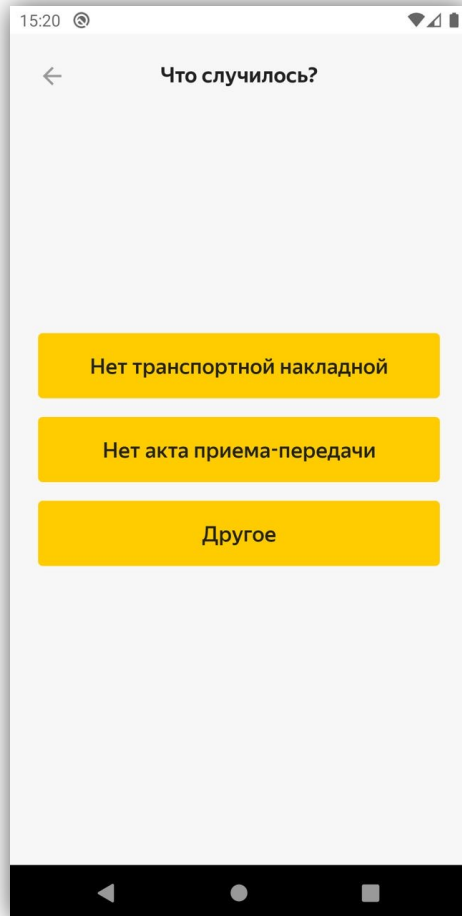 15:20
Что случилось?
Нет транспортной накладной
Нет акта приема-передачи
Другое